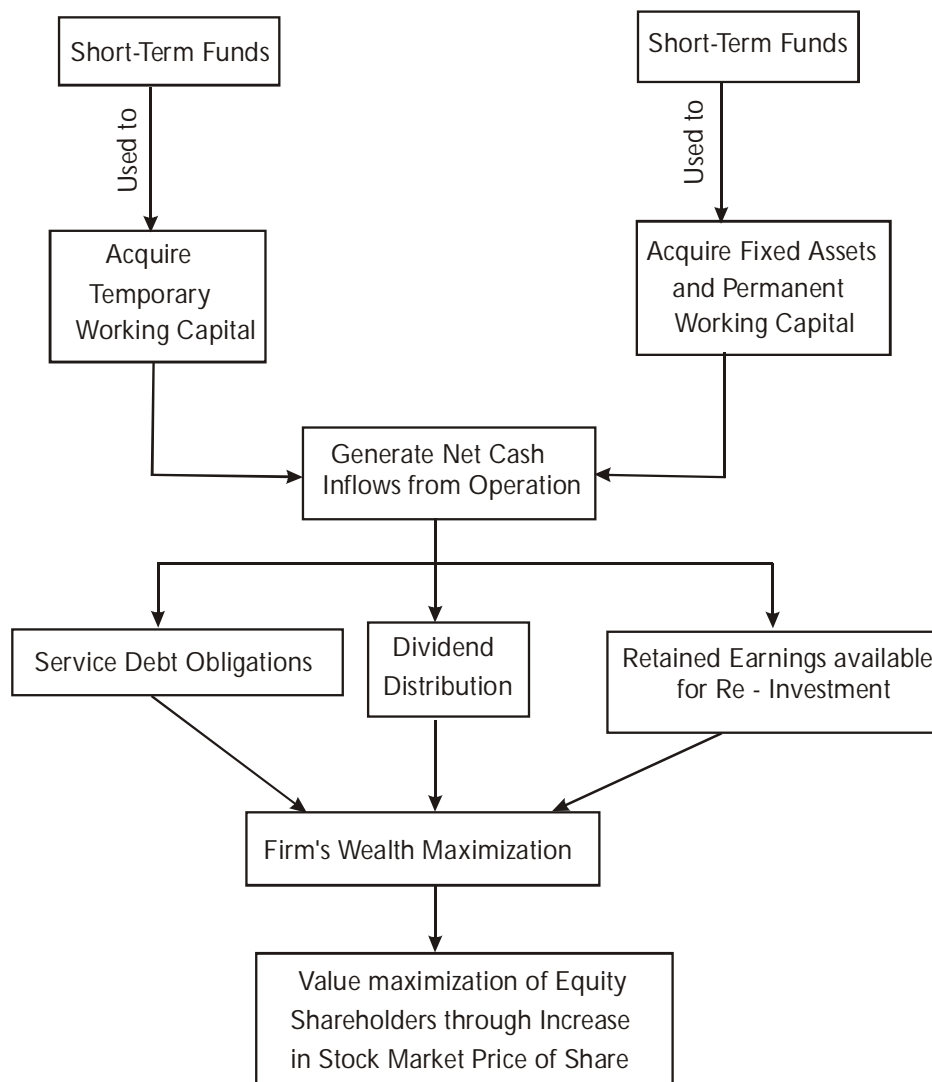 Short-Term Funds
Short-Term Funds
Used to
Used to
Acquire
Temporary
Working Capital
Acquire Fixed Assets
and Permanent
Working Capital
Generate Net Cash
Inflows from Operation
Service Debt Obligations
Dividend
Distribution
Retained Earnings available
for Re - Investment
Firm's Wealth Maximization
Value maximization of Equity
Shareholders through Increase
in Stock Market Price of Share